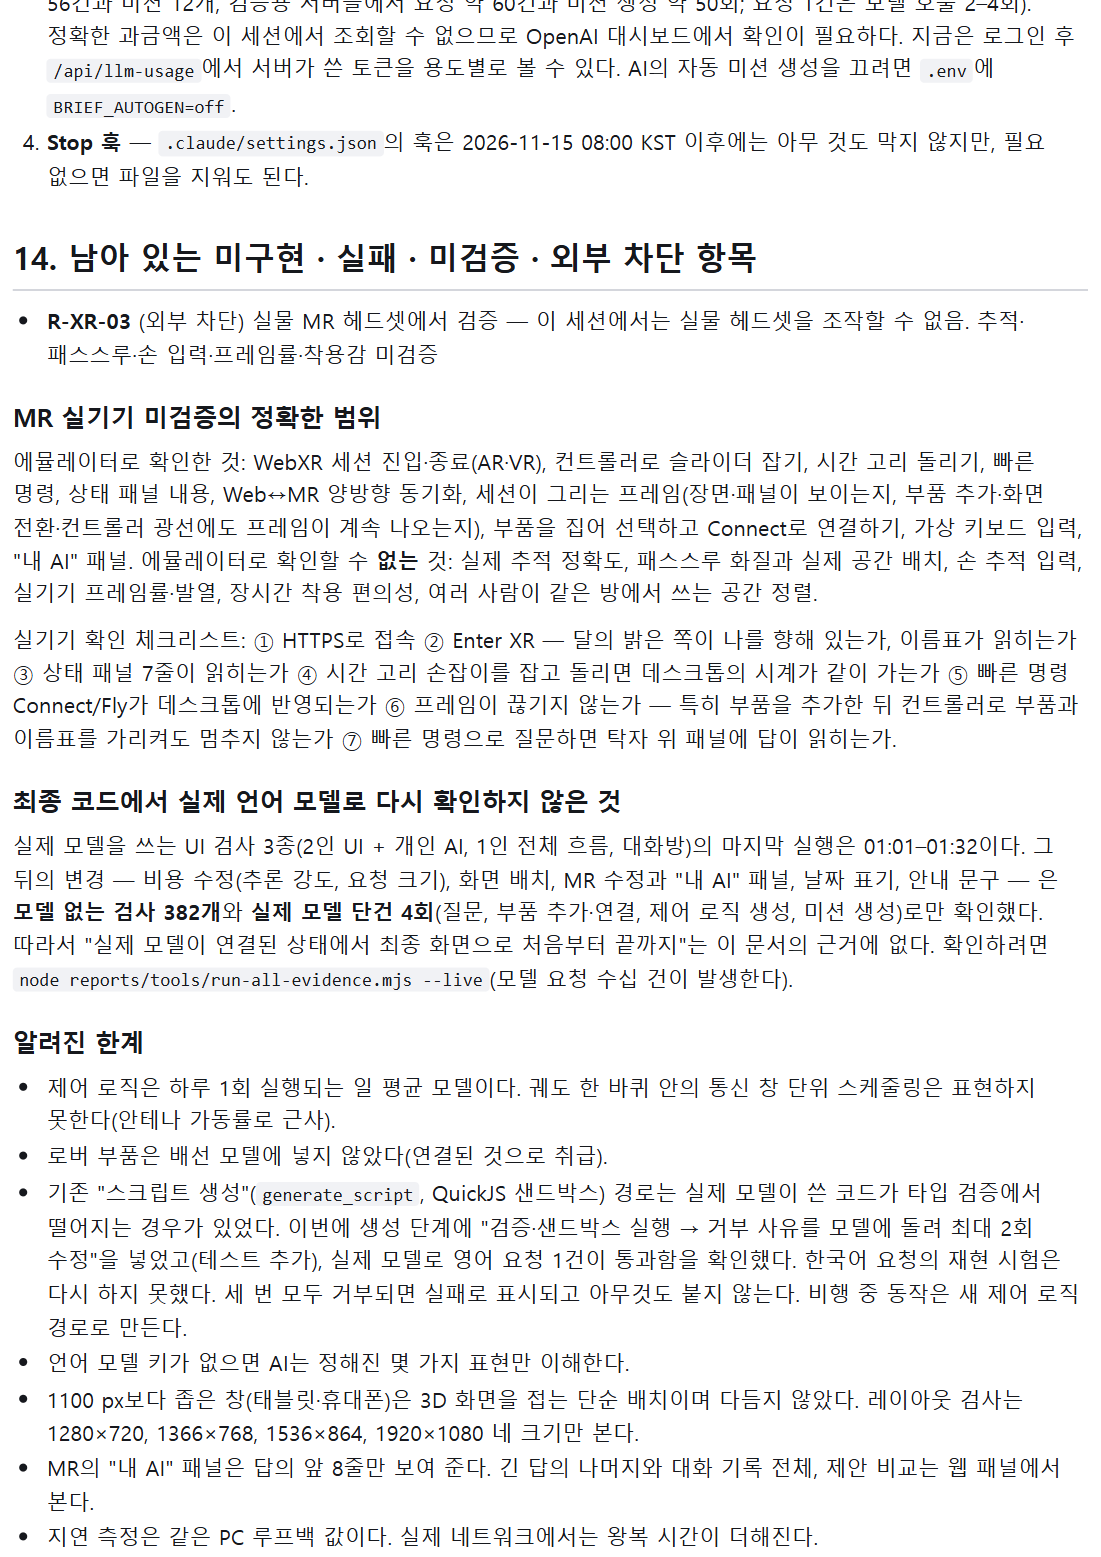 56건과 미션 12개, 검증용 서버들에서 요청 약 60건과 미션 생성 약 50회; 요청 1건은 모델 호출 2–4회).
정확한 과금액은 이 세션에서 조회할 수 없으므로 OpenAI 대시보드에서 확인이 필요하다. 지금은 로그인 후
/api/llm-usage에서 서버가 쓴 토큰을 용도별로 볼 수 있다. AI의 자동 미션 생성을 끄려면 .env에
BRIEF_AUTOGEN=off.
4. Stop 훅 — .claude/settings.json의 훅은 2026-11-15 08:00 KST 이후에는 아무 것도 막지 않지만, 필요
없으면 파일을 지워도 된다.
14. 남아 있는 미구현 · 실패 · 미검증 · 외부 차단 항목
• R-XR-03 (외부 차단) 실물 MR 헤드셋에서 검증 — 이 세션에서는 실물 헤드셋을 조작할 수 없음. 추적·
패스스루·손 입력·프레임률·착용감 미검증
MR 실기기 미검증의 정확한 범위
에뮬레이터로 확인한 것: WebXR 세션 진입·종료(AR·VR), 컨트롤러로 슬라이더 잡기, 시간 고리 돌리기, 빠른
명령, 상태 패널 내용, Web↔MR 양방향 동기화, 세션이 그리는 프레임(장면·패널이 보이는지, 부품 추가·화면
전환·컨트롤러 광선에도 프레임이 계속 나오는지), 부품을 집어 선택하고 Connect로 연결하기, 가상 키보드 입력,
"내 AI" 패널. 에뮬레이터로 확인할 수 없는 것: 실제 추적 정확도, 패스스루 화질과 실제 공간 배치, 손 추적 입력,
실기기 프레임률·발열, 장시간 착용 편의성, 여러 사람이 같은 방에서 쓰는 공간 정렬.
실기기 확인 체크리스트: ① HTTPS로 접속 ② Enter XR — 달의 밝은 쪽이 나를 향해 있는가, 이름표가 읽히는가
③ 상태 패널 7줄이 읽히는가 ④ 시간 고리 손잡이를 잡고 돌리면 데스크톱의 시계가 같이 가는가 ⑤ 빠른 명령
Connect/Fly가 데스크톱에 반영되는가 ⑥ 프레임이 끊기지 않는가 — 특히 부품을 추가한 뒤 컨트롤러로 부품과
이름표를 가리켜도 멈추지 않는가 ⑦ 빠른 명령으로 질문하면 탁자 위 패널에 답이 읽히는가.
최종 코드에서 실제 언어 모델로 다시 확인하지 않은 것
실제 모델을 쓰는 UI 검사 3종(2인 UI + 개인 AI, 1인 전체 흐름, 대화방)의 마지막 실행은 01:01–01:32이다. 그
뒤의 변경 — 비용 수정(추론 강도, 요청 크기), 화면 배치, MR 수정과 "내 AI" 패널, 날짜 표기, 안내 문구 — 은
모델 없는 검사 382개와 실제 모델 단건 4회(질문, 부품 추가·연결, 제어 로직 생성, 미션 생성)로만 확인했다.
따라서 "실제 모델이 연결된 상태에서 최종 화면으로 처음부터 끝까지"는 이 문서의 근거에 없다. 확인하려면
node reports/tools/run-all-evidence.mjs --live(모델 요청 수십 건이 발생한다).
알려진 한계
• 제어 로직은 하루 1회 실행되는 일 평균 모델이다. 궤도 한 바퀴 안의 통신 창 단위 스케줄링은 표현하지
못한다(안테나 가동률로 근사).
• 로버 부품은 배선 모델에 넣지 않았다(연결된 것으로 취급).
• 기존 "스크립트 생성"(generate_script, QuickJS 샌드박스) 경로는 실제 모델이 쓴 코드가 타입 검증에서
떨어지는 경우가 있었다. 이번에 생성 단계에 "검증·샌드박스 실행 → 거부 사유를 모델에 돌려 최대 2회
수정"을 넣었고(테스트 추가), 실제 모델로 영어 요청 1건이 통과함을 확인했다. 한국어 요청의 재현 시험은
다시 하지 못했다. 세 번 모두 거부되면 실패로 표시되고 아무것도 붙지 않는다. 비행 중 동작은 새 제어 로직
경로로 만든다.
• 언어 모델 키가 없으면 AI는 정해진 몇 가지 표현만 이해한다.
• 1100 px보다 좁은 창(태블릿·휴대폰)은 3D 화면을 접는 단순 배치이며 다듬지 않았다. 레이아웃 검사는
1280×720, 1366×768, 1536×864, 1920×1080 네 크기만 본다.
• MR의 "내 AI" 패널은 답의 앞 8줄만 보여 준다. 긴 답의 나머지와 대화 기록 전체, 제안 비교는 웹 패널에서
본다.
• 지연 측정은 같은 PC 루프백 값이다. 실제 네트워크에서는 왕복 시간이 더해진다.